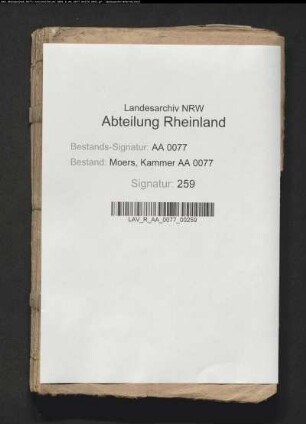 Landesarchiv NRW
Abteilung Rheinland
Bestands-Signatur: AA 0077
Bestand: Moers, Kammer AA 0077
Signatur: 259
LAV_R_AA_0077_00259